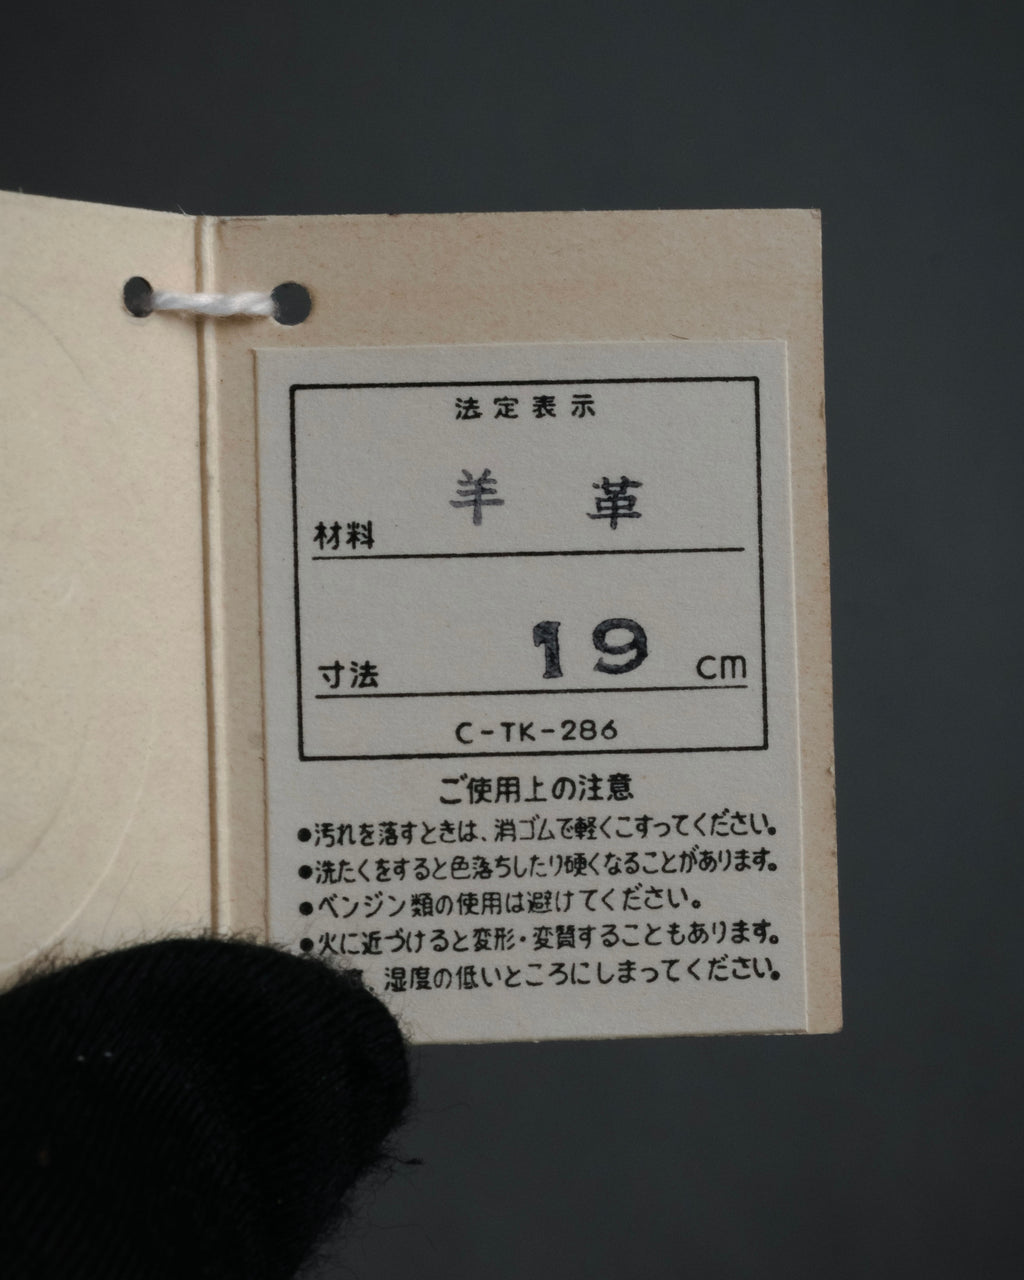 法定表示
材料 羊 革
寸法 19 cm
C-TK-286
ご使用上の注意
●汚れを落すときは、消ゴムで軽くこすってください。
●洗たくをすると色落ちしたり硬くなることがあります。
●ベンジン類の使用は避けてください。
●火に近づけると変形・変質することもあります。
、湿度の低いところにしまってください。